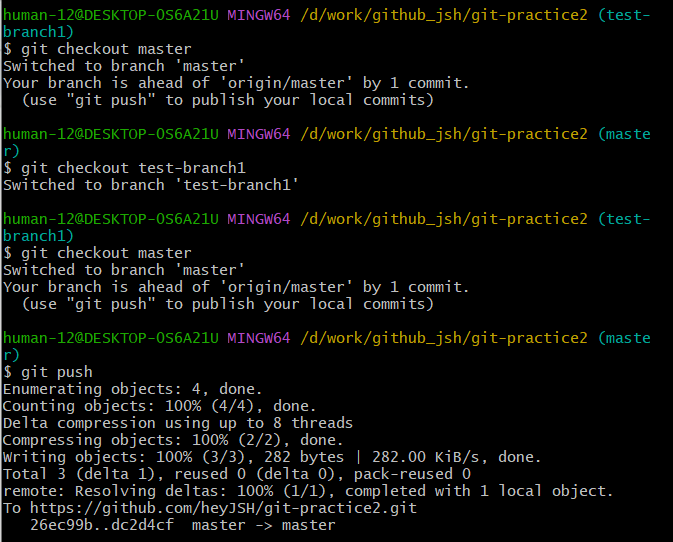 human-12@DESKTOP-OS6A21U MINGW64 /d/work/github_jsh/git-practice2 (test-
branch1)
$ git checkout master
Switched to branch 'master'
Your branch is ahead of 'origin/master' by 1 commit.
  (use "git push" to publish your local commits)

human-12@DESKTOP-OS6A21U MINGW64 /d/work/github_jsh/git-practice2 (maste
r)
$ git checkout test-branch1
Switched to branch 'test-branch1'

human-12@DESKTOP-OS6A21U MINGW64 /d/work/github_jsh/git-practice2 (test-
branch1)
$ git checkout master
Switched to branch 'master'
Your branch is ahead of 'origin/master' by 1 commit.
  (use "git push" to publish your local commits)

human-12@DESKTOP-OS6A21U MINGW64 /d/work/github_jsh/git-practice2 (maste
r)
$ git push
Enumerating objects: 4, done.
Counting objects: 100% (4/4), done.
Delta compression using up to 8 threads
Compressing objects: 100% (2/2), done.
Writing objects: 100% (3/3), 282 bytes | 282.00 KiB/s, done.
Total 3 (delta 1), reused 0 (delta 0), pack-reused 0
remote: Resolving deltas: 100% (1/1), completed with 1 local object.
To https://github.com/heyJSH/git-practice2.git
   26ec99b..dc2d4cf  master -> master